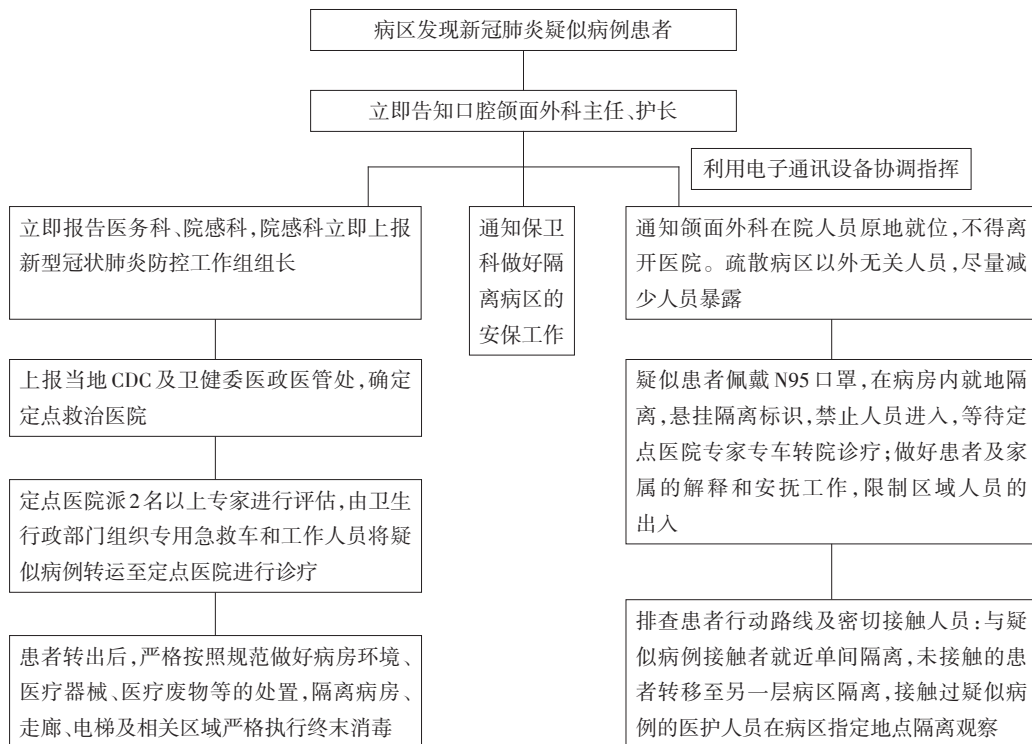 病区发现新冠肺炎疑似病例患者
立即告知口腔颌面外科主任、护长
利用电子通讯设备协调指挥
立即报告医务科、院感科,院感科立即上报
新型冠状肺炎防控工作组组长
通知保卫
科做好隔
离病区的
安保工作
通知颌面外科在院人员原地就位,不得离
开医院。疏散病区以外无关人员,尽量减
少人员暴露
上报当地CDC及卫健委医政医管处,确定
定点救治医院
疑似患者佩戴N95口罩,在病房内就地隔
离,悬挂隔离标识,禁止人员进入,等待定
点医院专家专车转院诊疗;做好患者及家
属的解释和安抚工作,限制区域人员的
出入
定点医院派2名以上专家进行评估,由卫生
行政部门组织专用急救车和工作人员将疑
似病例转运至定点医院进行诊疗
患者转出后,严格按照规范做好病房环境、
医疗器械、医疗废物等的处置,隔离病房、
走廊、电梯及相关区域严格执行终末消毒
排查患者行动路线及密切接触人员:与疑
似病例接触者就近单间隔离,未接触的患
者转移至另一层病区隔离,接触过疑似病
例的医护人员在病区指定地点隔离观察